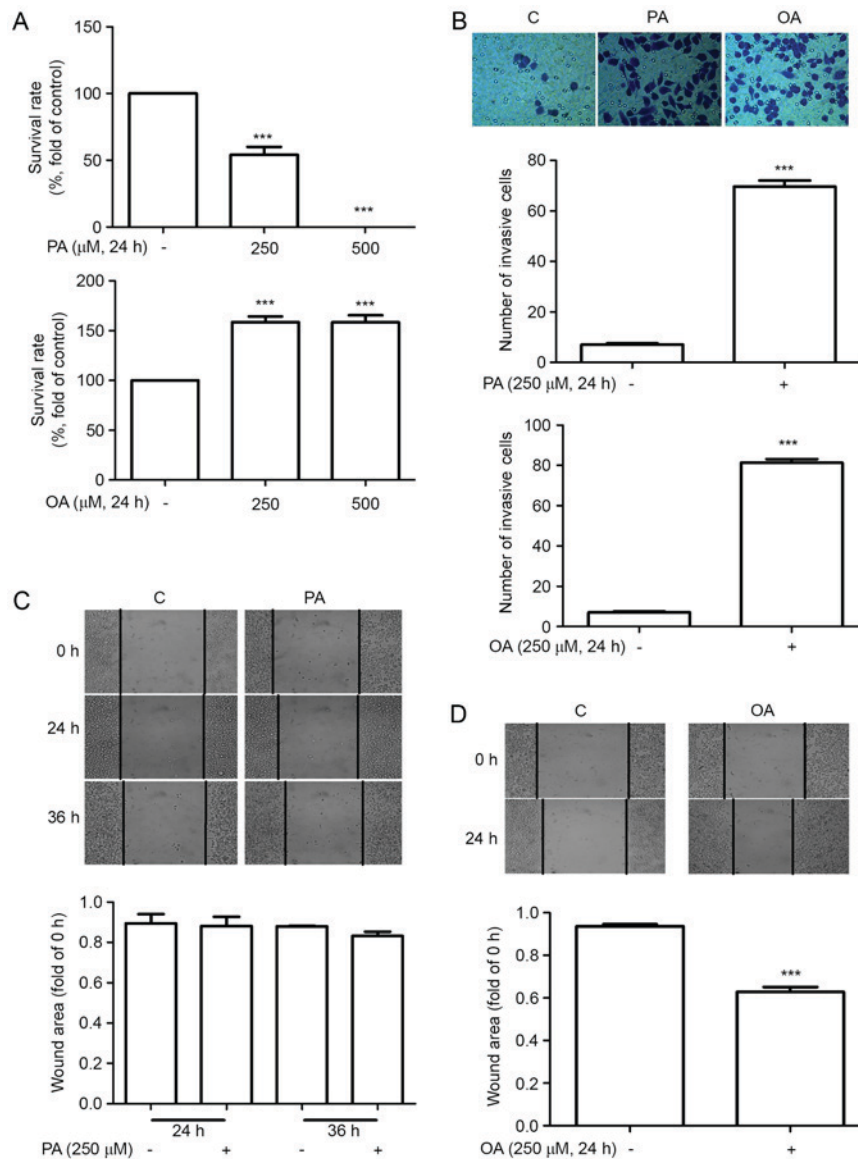 A
150
100
50
0
Survival rate
(%, fold of control)
***
***
PA (μM, 24 h) - 250 500
200
150
100
50
0
Survival rate
(%, fold of control)
***
***
OA (μM, 24 h) - 250 500
B
C PA OA
80
60
40
20
0
Number of invasive cells
***
PA (250 μM, 24 h) - +
100
80
60
40
20
0
Number of invasive cells
***
OA (250 μM, 24 h) - +
C
C PA
0 h
24 h
36 h
1.0
0.8
0.6
0.4
0.2
0.0
Wound area (fold of 0 h)
24 h 36 h
PA (250 μM) - + - +
D
C OA
0 h
24 h
1.0
0.8
0.6
0.4
0.2
0.0
Wound area (fold of 0 h)
***
OA (250 μM, 24 h) - +